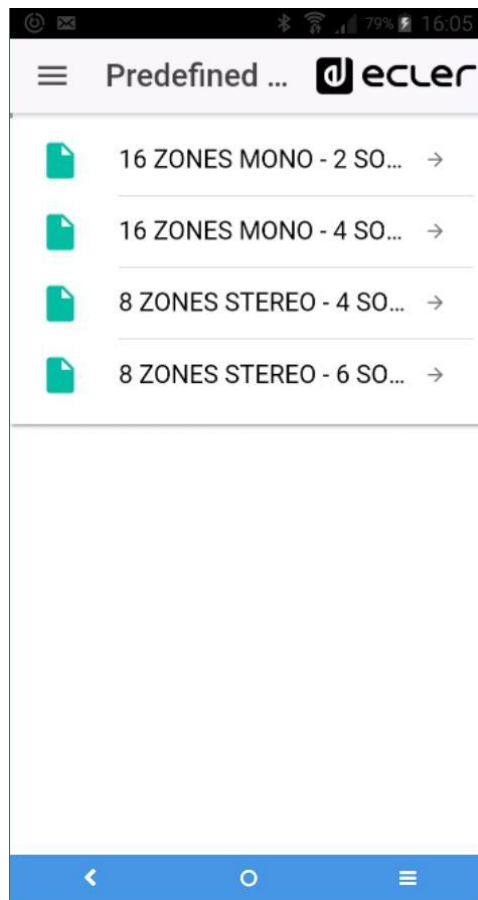 79% 16:05
Predefined ... ecler
16 ZONES MONO - 2 SO...
16 ZONES MONO - 4 SO...
8 ZONES STEREO - 4 SO...
8 ZONES STEREO - 6 SO...